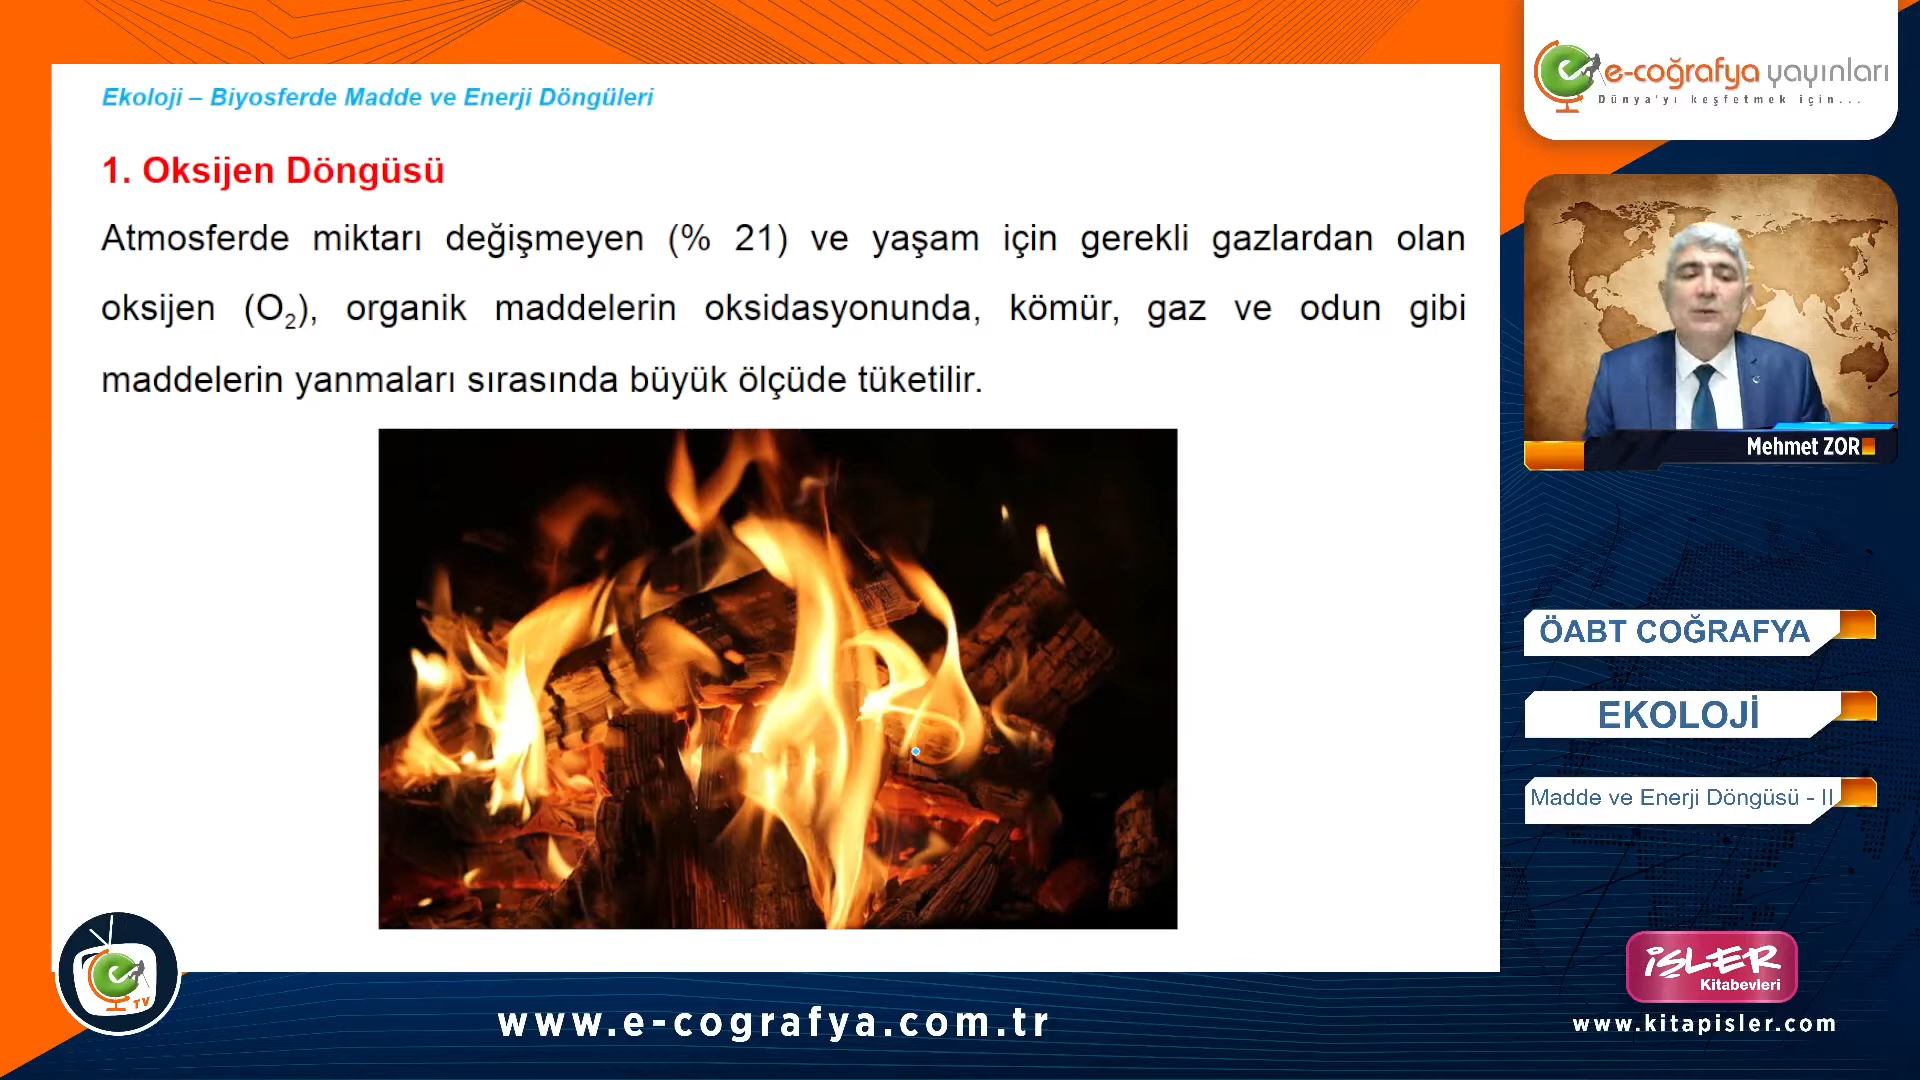 Ekoloji – Biyosferde Madde ve Enerji Döngüleri
1. Oksijen Döngüsü
Atmosferde miktarı değişmeyen (% 21) ve yaşam için gerekli gazlardan olan
oksijen (O₂), organik maddelerin oksidasyonunda, kömür, gaz ve odun gibi
maddelerin yanmaları sırasında büyük ölçüde tüketilir.
e-coğrafya yayınları
Dünya'yı keşfetmek için...
Mehmet ZOR
ÖABT COĞRAFYA
EKOLOJİ
Madde ve Enerji Döngüsü - II
İŞLER
Kitabevleri
www.kitapisler.com
TV
www.e-cografya.com.tr